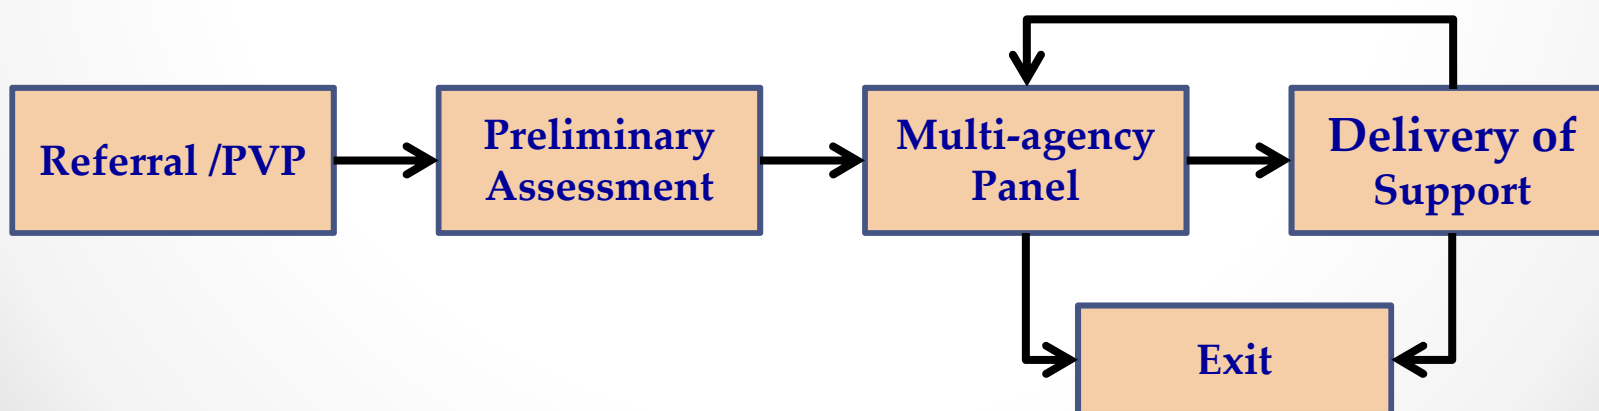 Referral /PVP
Preliminary
Assessment
Multi-agency
Panel
Delivery of
Support
Exit